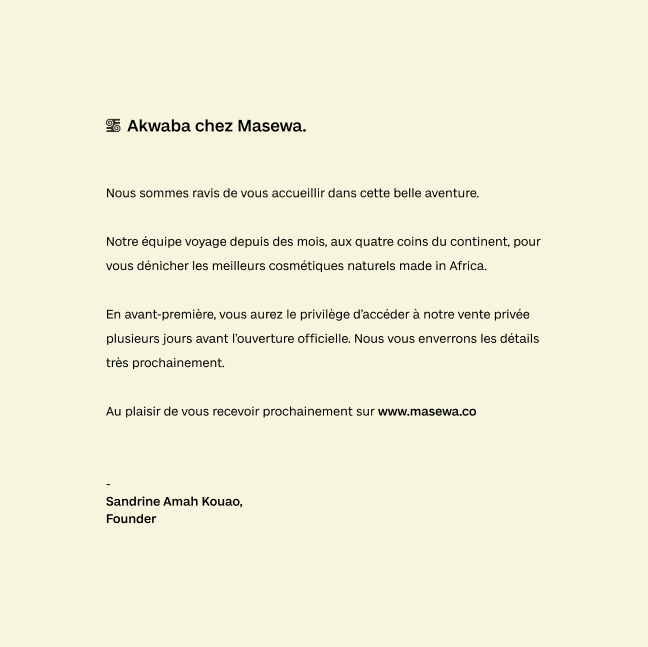 Akwaba chez Masewa.
Nous sommes ravis de vous accueillir dans cette belle aventure.
Notre équipe voyage depuis des mois, aux quatre coins du continent, pour
vous dénicher les meilleurs cosmétiques naturels made in Africa.
En avant-première, vous aurez le privilège d’accéder à notre vente privée
plusieurs jours avant l’ouverture officielle. Nous vous enverrons les détails
très prochainement.
Au plaisir de vous recevoir prochainement sur www.masewa.co
-
Sandrine Amah Kouao,
Founder